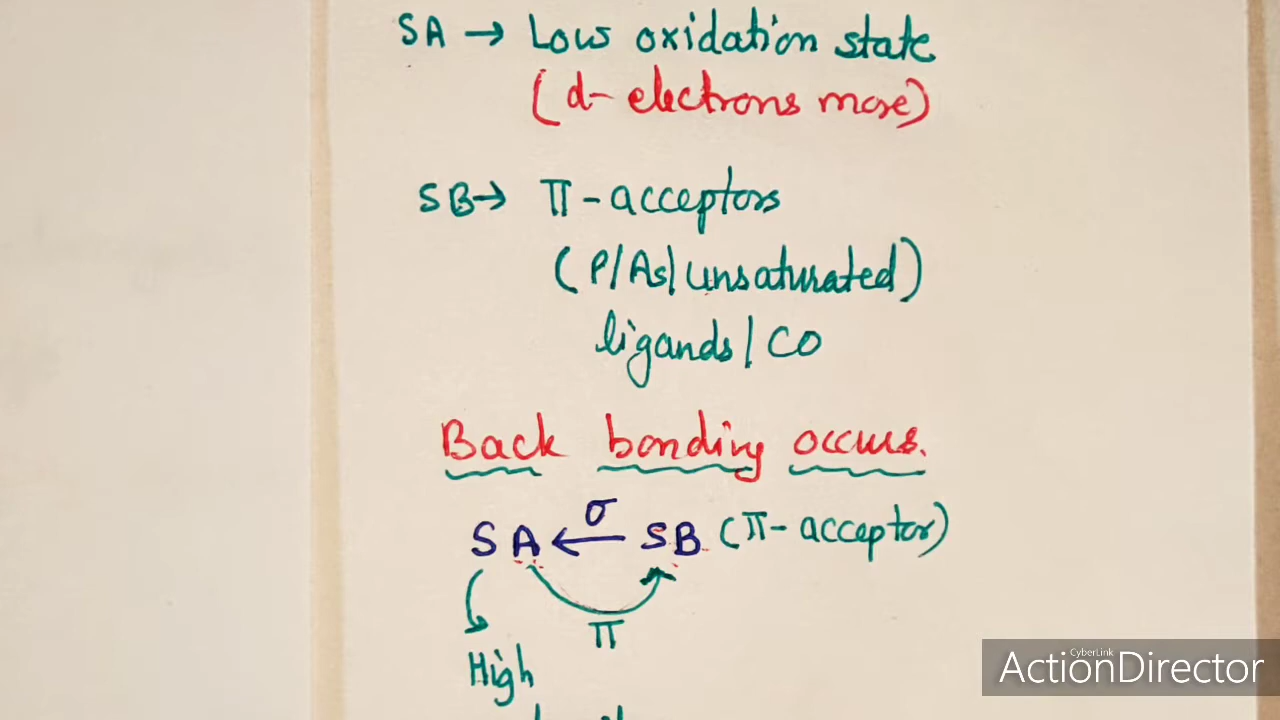 SA → Low oxidation state
(d-electrons more)
SB → π-acceptors
(P/As/unsaturated)
ligands/CO
Back bonding occurs.
σ
SA ← SB (π-acceptor)
π
High
CyberLink
ActionDirector